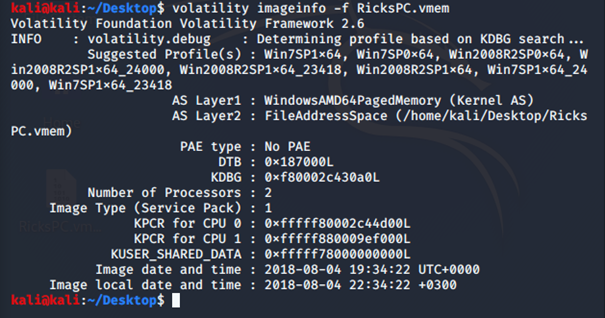 kali@kali:~/Desktop$ volatility imageinfo -f RicksPC.vmem
Volatility Foundation Volatility Framework 2.6
INFO    : volatility.debug    : Determining profile based on KDBG search...
          Suggested Profile(s) : Win7SP1x64, Win7SP0x64, Win2008R2SP0x64, W
in2008R2SP1x64_24000, Win2008R2SP1x64_23418, Win2008R2SP1x64, Win7SP1x64_24
000, Win7SP1x64_23418
                     AS Layer1 : WindowsAMD64PagedMemory (Kernel AS)
                     AS Layer2 : FileAddressSpace (/home/kali/Desktop/Ricks
PC.vmem)
                      PAE type : No PAE
                           DTB : 0x187000L
                          KDBG : 0xf80002c430a0L
          Number of Processors : 2
     Image Type (Service Pack) : 1
                KPCR for CPU 0 : 0xfffff80002c44d00L
                KPCR for CPU 1 : 0xfffff880009ef000L
             KUSER_SHARED_DATA : 0xfffff78000000000L
           Image date and time : 2018-08-04 19:34:22 UTC+0000
     Image local date and time : 2018-08-04 22:34:22 +0300
kali@kali:~/Desktop$